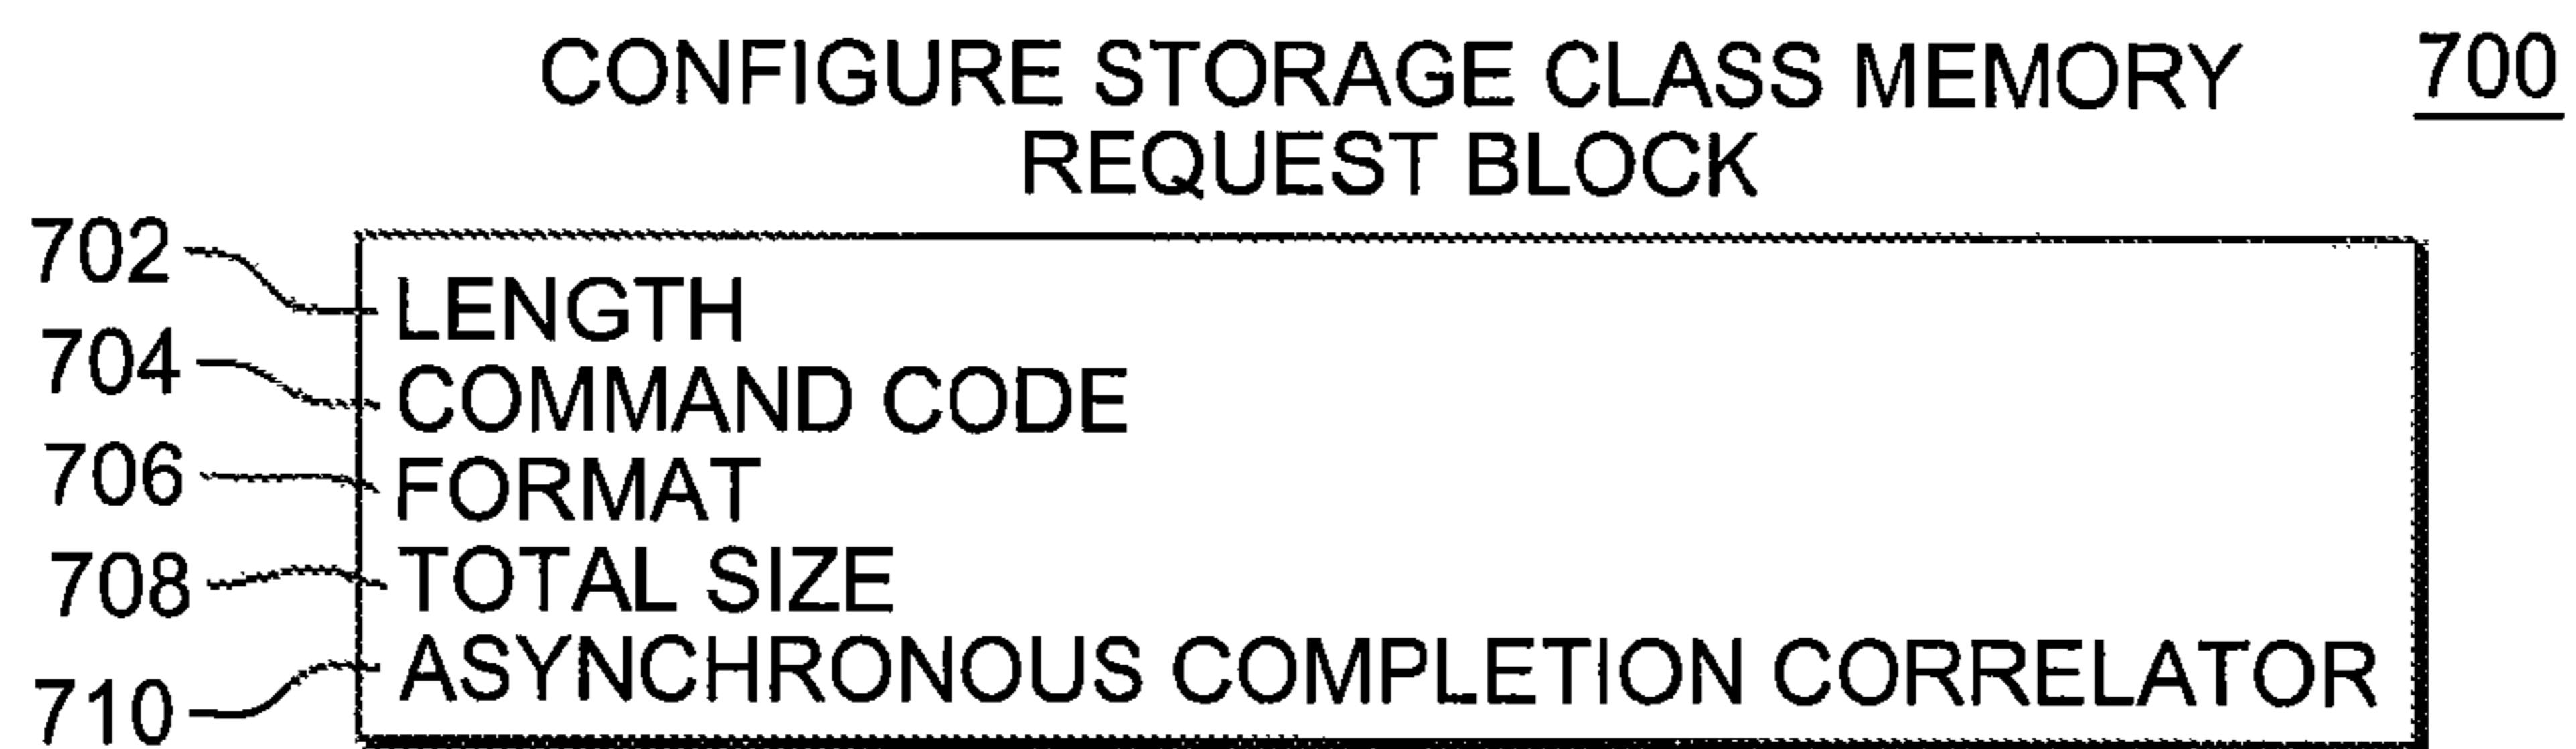 CONFIGURE STORAGE CLASS MEMORY 700
REQUEST BLOCK
702 LENGTH
704 COMMAND CODE
706 FORMAT
708 TOTAL SIZE
710 ASYNCHRONOUS COMPLETION CORRELATOR